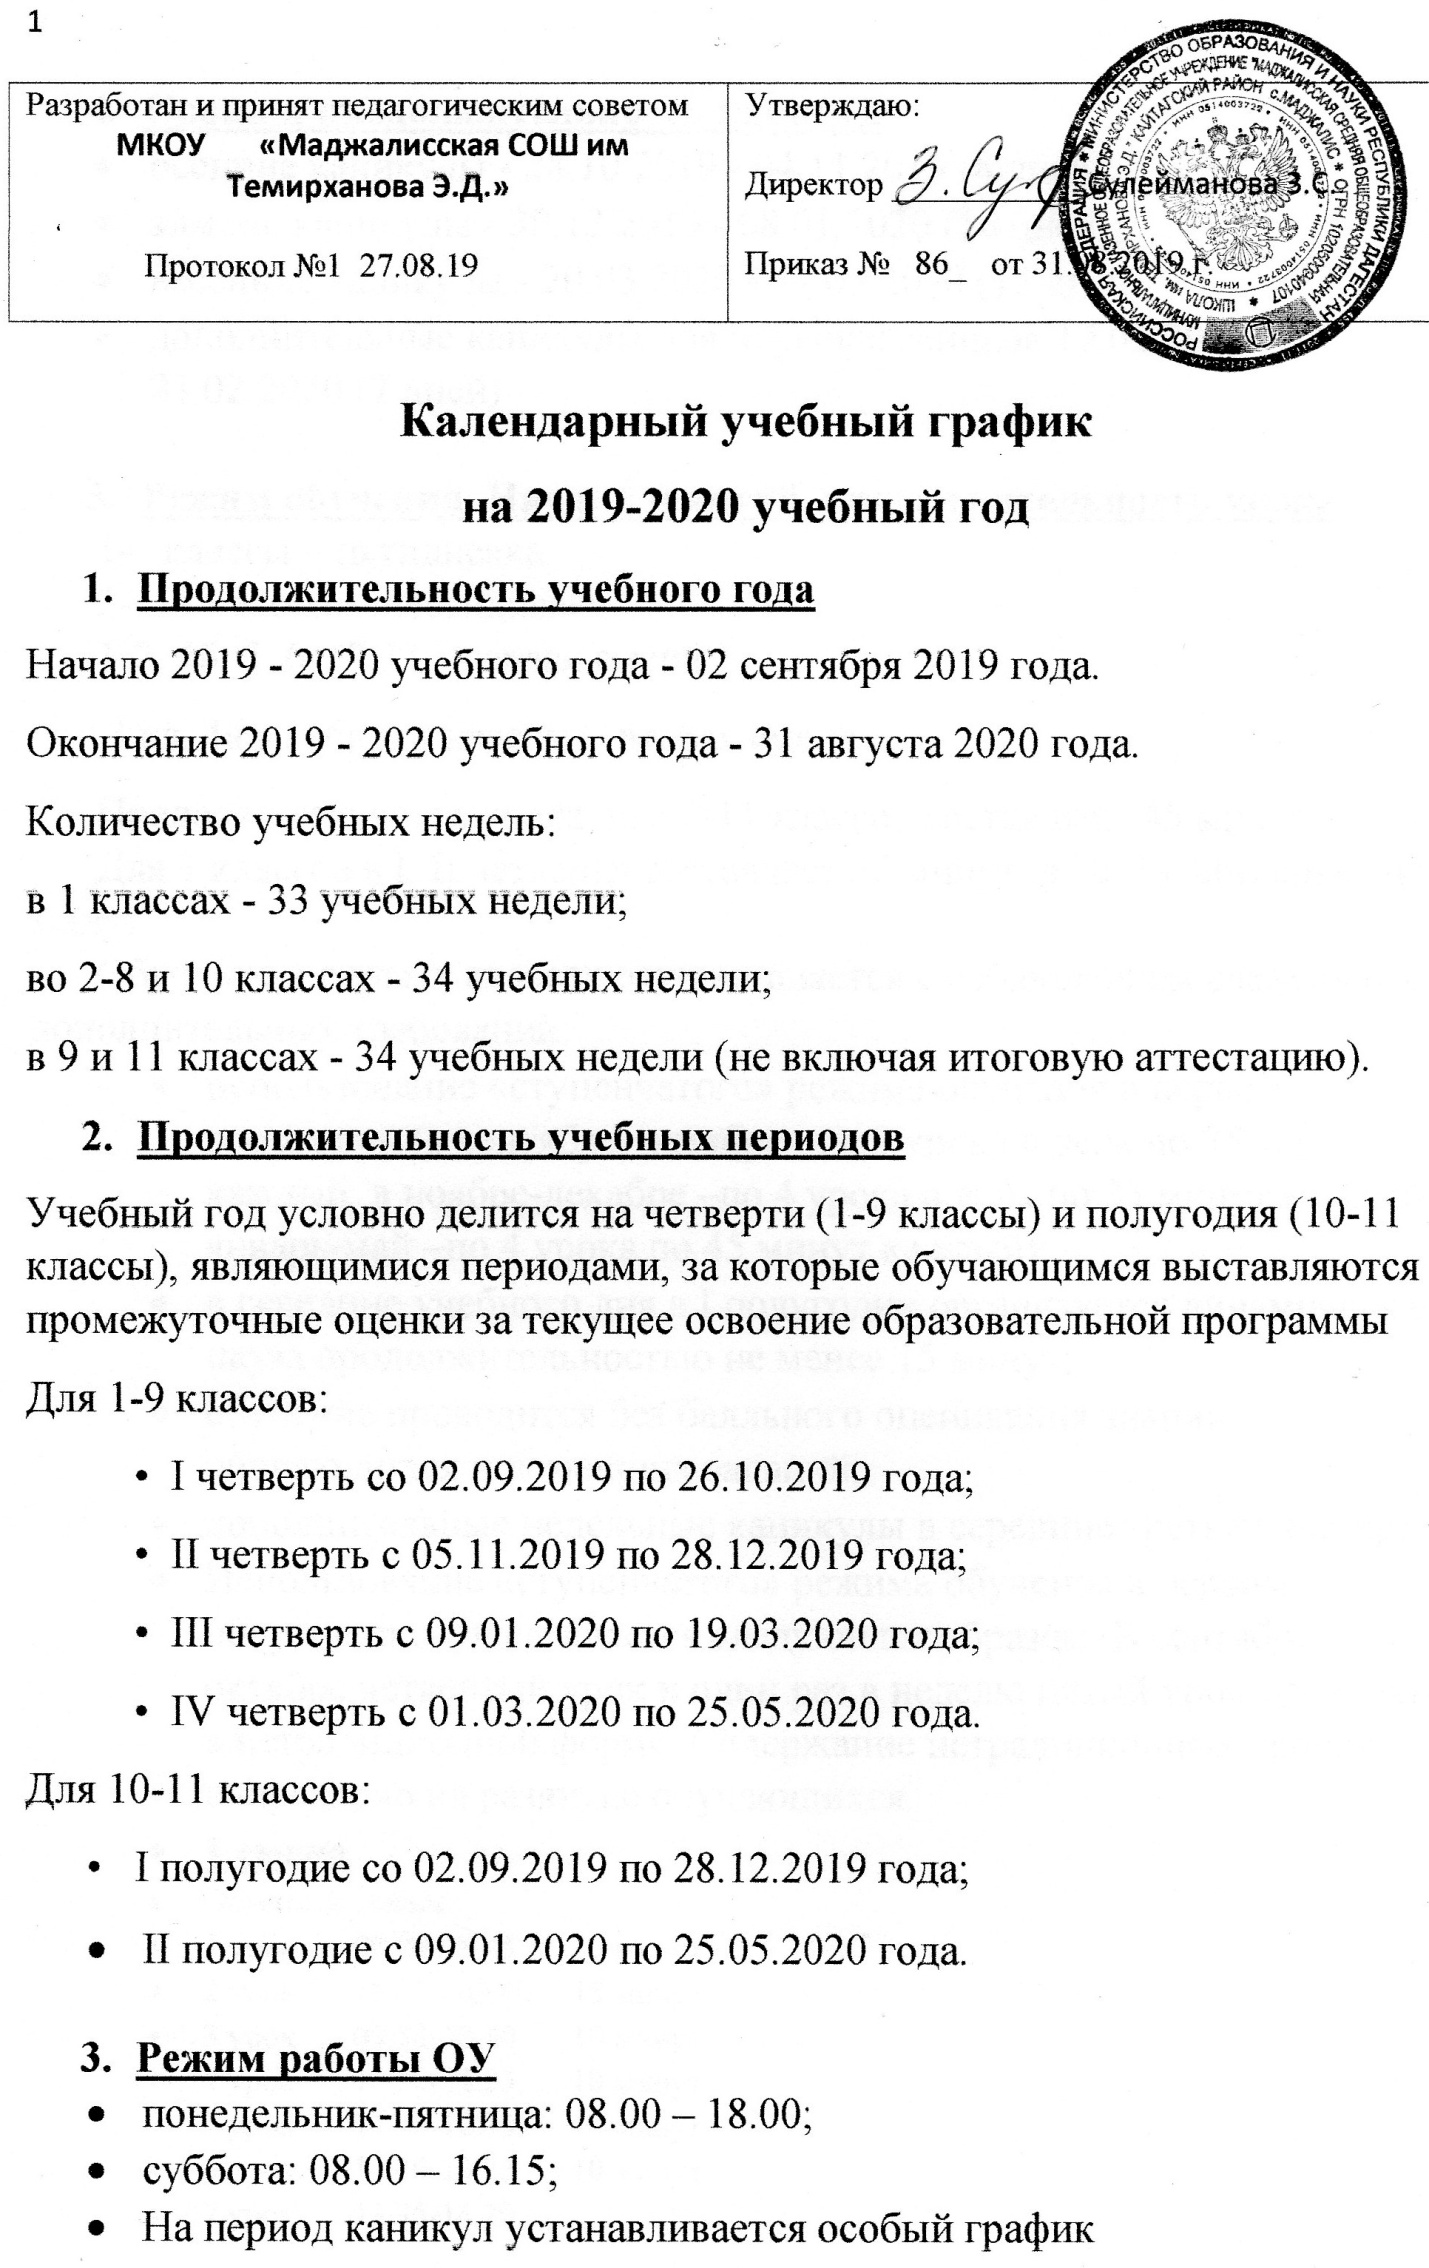 1
Разработан и принят педагогическим советом
МКОУ «Маджалисская СОШ им
Темирханова Э.Д.»
Протокол №1 27.08.19
Утверждаю:
Директор З. Сулейманова З.С.
Приказ № 86_ от 31.08.2019 г.
РОССИЙСКАЯ ФЕДЕРАЦИЯ * МИНИСТЕРСТВО ОБРАЗОВАНИЯ И НАУКИ РЕСПУБЛИКИ ДАГЕСТАН
Календарный учебный график
на 2019-2020 учебный год
1. Продолжительность учебного года
Начало 2019 - 2020 учебного года - 02 сентября 2019 года.
Окончание 2019 - 2020 учебного года - 31 августа 2020 года.
Количество учебных недель:
в 1 классах - 33 учебных недели;
во 2-8 и 10 классах - 34 учебных недели;
в 9 и 11 классах - 34 учебных недели (не включая итоговую аттестацию).
2. Продолжительность учебных периодов
Учебный год условно делится на четверти (1-9 классы) и полугодия (10-11
классы), являющимися периодами, за которые обучающимся выставляются
промежуточные оценки за текущее освоение образовательной программы
Для 1-9 классов:
• I четверть со 02.09.2019 по 26.10.2019 года;
• II четверть с 05.11.2019 по 28.12.2019 года;
• III четверть с 09.01.2020 по 19.03.2020 года;
• IV четверть с 01.03.2020 по 25.05.2020 года.
Для 10-11 классов:
• I полугодие со 02.09.2019 по 28.12.2019 года;
• II полугодие с 09.01.2020 по 25.05.2020 года.
3. Режим работы ОУ
• понедельник-пятница: 08.00 – 18.00;
• суббота: 08.00 – 16.15;
• На период каникул устанавливается особый график